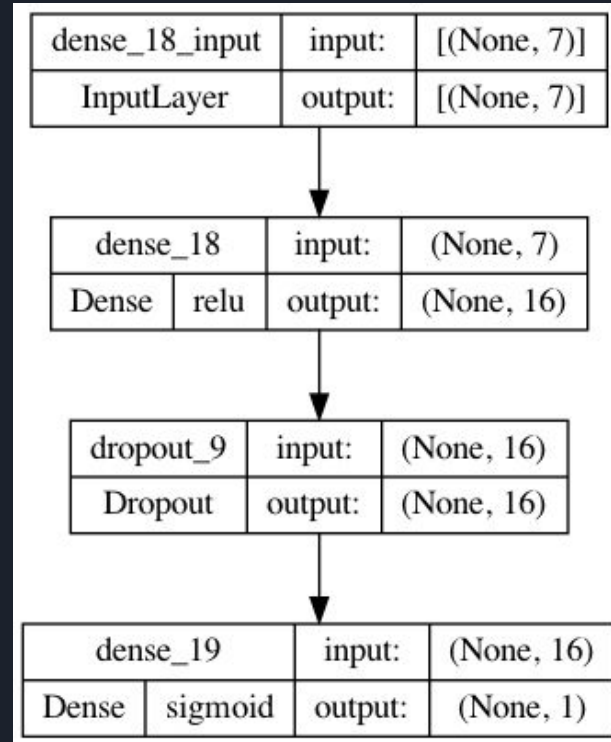 dense_18_input input: [(None, 7)]
InputLayer output: [(None, 7)]
dense_18 input: (None, 7)
Dense relu output: (None, 16)
dropout_9 input: (None, 16)
Dropout output: (None, 16)
dense_19 input: (None, 16)
Dense sigmoid output: (None, 1)